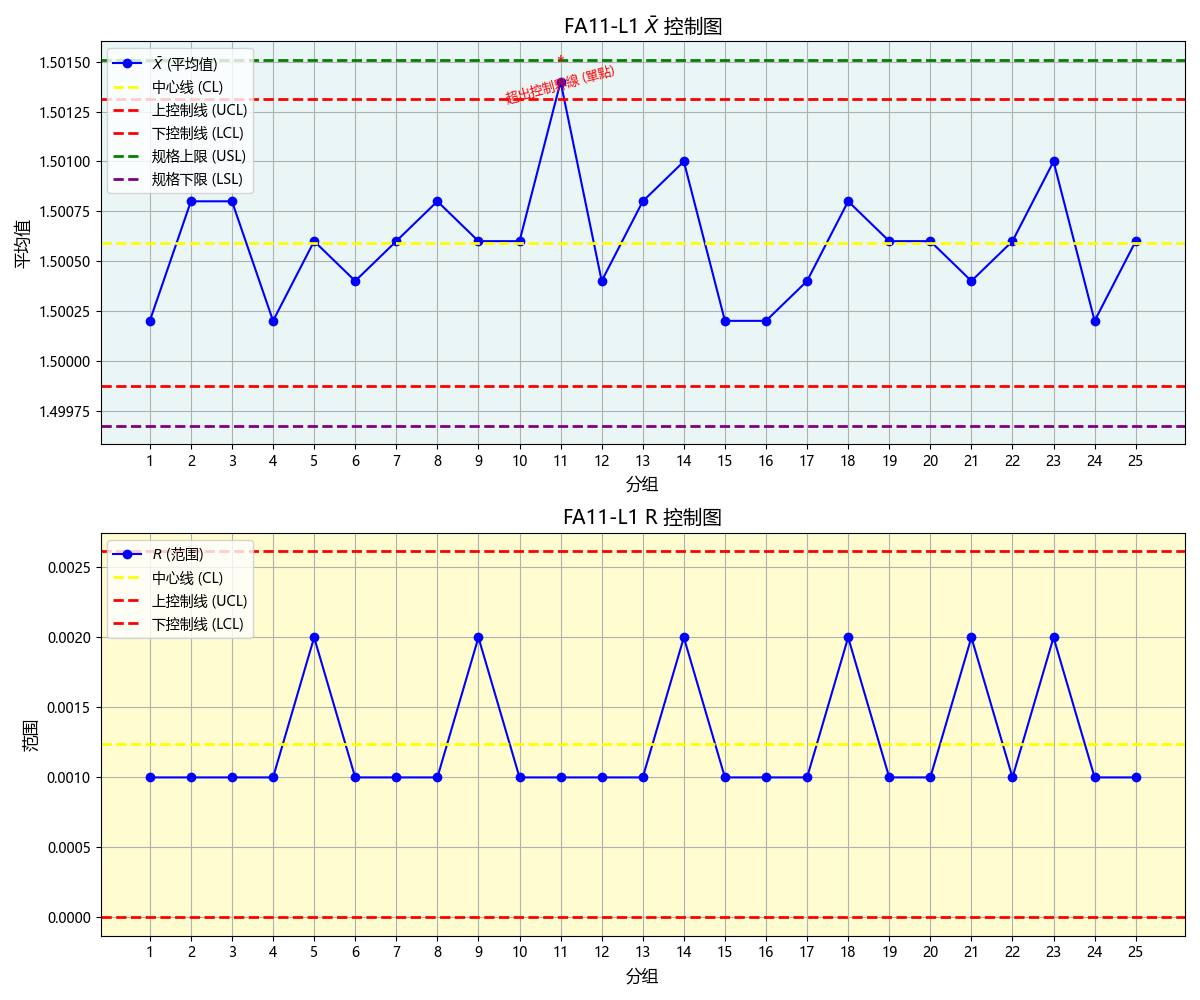 FA11-L1 X̄ 控制图
X̄ (平均值)
中心线 (CL)
上控制线 (UCL)
下控制线 (LCL)
规格上限 (USL)
规格下限 (LSL)
超出控制界線 (單點)
平均值
1.50150
1.50125
1.50100
1.50075
1.50050
1.50025
1.50000
1.49975
1 2 3 4 5 6 7 8 9 10 11 12 13 14 15 16 17 18 19 20 21 22 23 24 25
分组
FA11-L1 R 控制图
R (范围)
中心线 (CL)
上控制线 (UCL)
下控制线 (LCL)
范围
0.0025
0.0020
0.0015
0.0010
0.0005
0.0000
1 2 3 4 5 6 7 8 9 10 11 12 13 14 15 16 17 18 19 20 21 22 23 24 25
分组